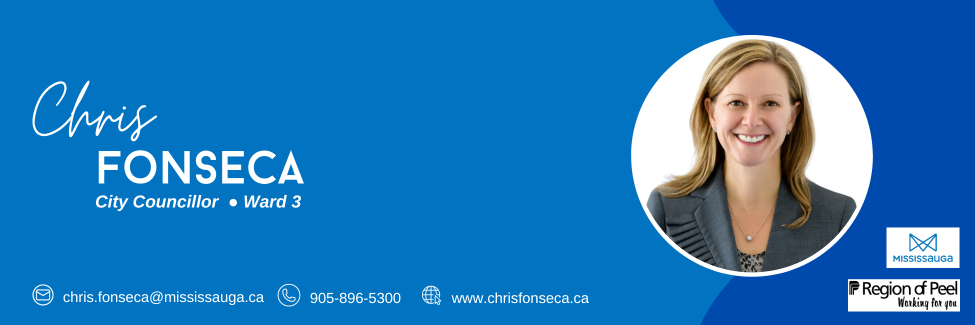 Chris
FONSECA
City Councillor • Ward 3
chris.fonseca@mississauga.ca 905-896-5300 www.chrisfonseca.ca
MISSISSAUGA
Region of Peel
Working for you